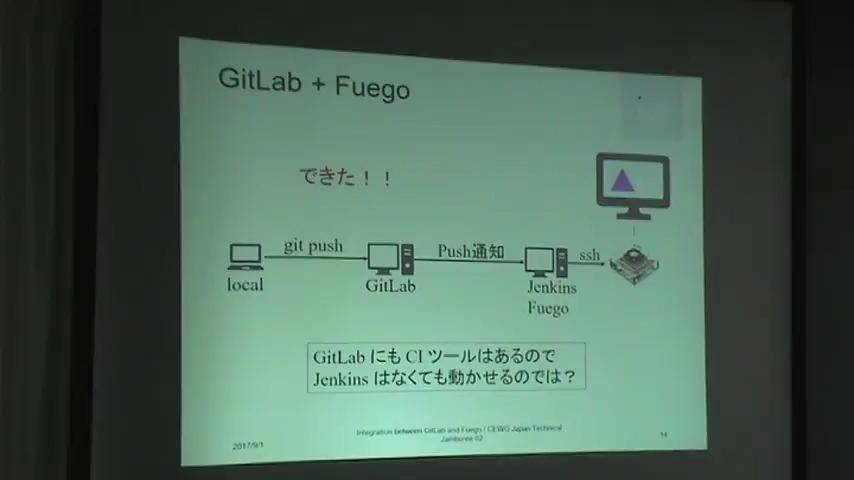 GitLab + Fuego
できた！！
git push
Push通知
ssh
local
GitLab
Jenkins
Fuego
GitLab にも CI ツールはあるので
Jenkins はなくても動かせるのでは？
2017/9/1
Integration between GitLab and Fuego / CEWG Japan Technical
Jamboree 62
14